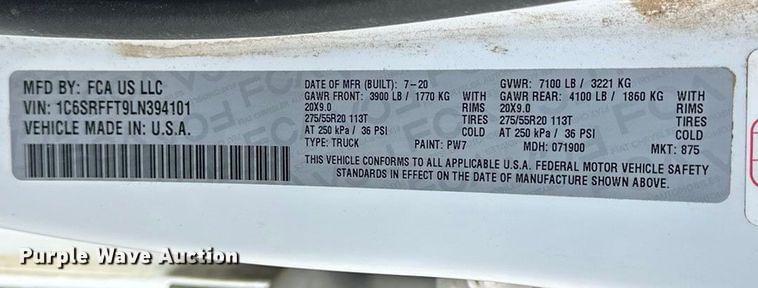 MFD BY: FCA US LLC
VIN: 1C6SRFFT9LN394101
VEHICLE MADE IN U.S.A.
DATE OF MFR (BUILT): 7-20 GVWR: 7100 LB / 3221 KG
GAWR FRONT: 3900 LB / 1770 KG WITH GAWR REAR: 4100 LB / 1860 KG WITH
20X9.0 RIMS 20X9.0 RIMS
275/55R20 113T TIRES 275/55R20 113T TIRES
AT 250 kPa / 36 PSI COLD AT 250 kPa / 36 PSI COLD
TYPE: TRUCK PAINT: PW7 MDH: 071900 MKT: 875
THIS VEHICLE CONFORMS TO ALL APPLICABLE U.S.A. FEDERAL MOTOR VEHICLE SAFETY
STANDARDS IN EFFECT ON THE DATE OF MANUFACTURE SHOWN ABOVE.
Purple Wave Auction